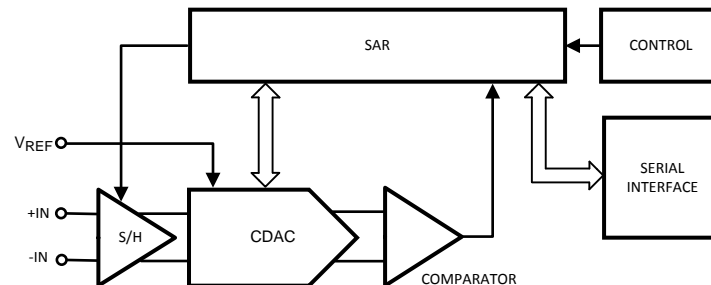 SAR
CONTROL
VREF
SERIAL
INTERFACE
+IN
S/H
CDAC
-IN
COMPARATOR